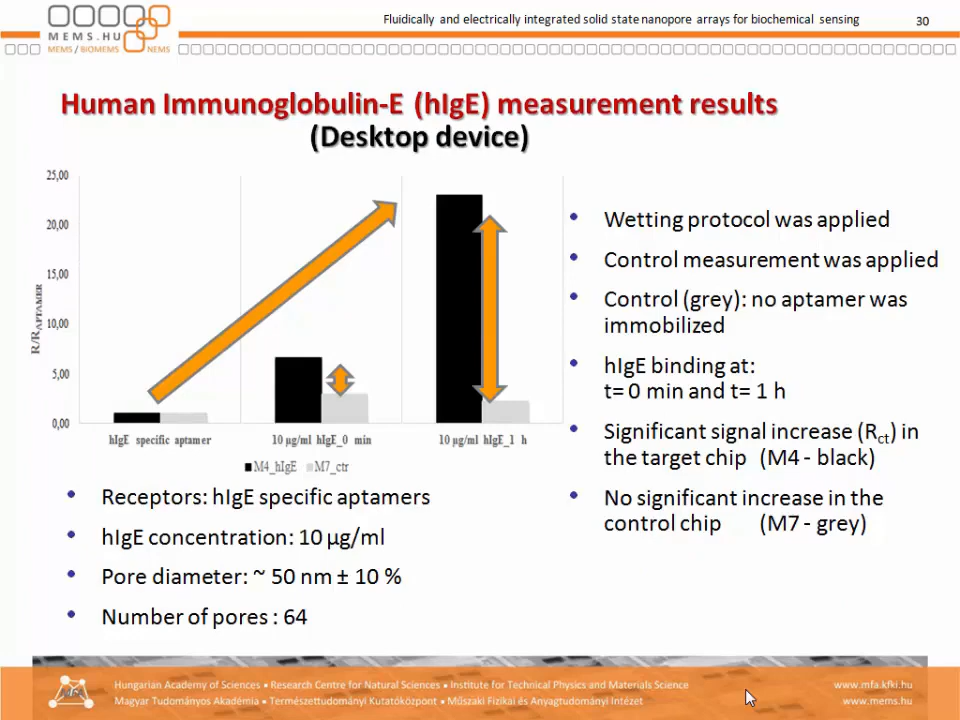 Fluidically and electrically integrated solid state nanopore arrays for biochemical sensing
30
MEMS.HU
MEMS / BIOMEMS NEMS
Human Immunoglobulin-E (hIgE) measurement results
(Desktop device)
25,00
20,00
15,00
10,00
5,00
0,00
R/RAPTAMER
hIgE specific aptamer
10 µg/ml hIgE_0 min
10 µg/ml hIgE_1 h
M4_hIgE
M7_ctr
• Receptors: hIgE specific aptamers
• hIgE concentration: 10 µg/ml
• Pore diameter: ~ 50 nm ± 10 %
• Number of pores : 64
• Wetting protocol was applied
• Control measurement was applied
• Control (grey): no aptamer was
immobilized
• hIgE binding at:
t= 0 min and t= 1 h
• Significant signal increase (Rct) in
the target chip (M4 - black)
• No significant increase in the
control chip (M7 - grey)
MFA
Hungarian Academy of Sciences • Research Centre for Natural Sciences • Institute for Technical Physics and Materials Science
Magyar Tudományos Akadémia • Természettudományi Kutatóközpont • Műszaki Fizikai és Anyagtudományi Intézet
www.mfa.kfki.hu
www.mems.hu